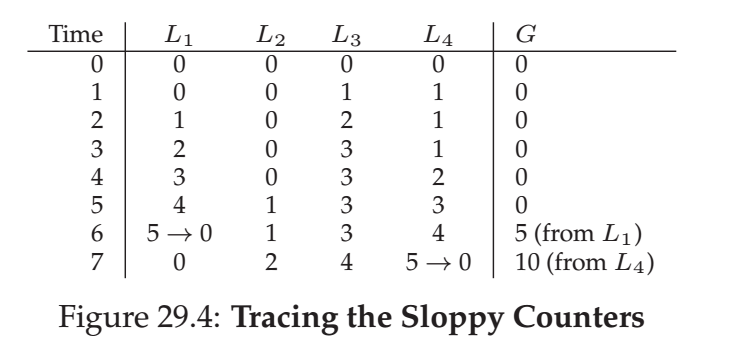 Time L1 L2 L3 L4 G
0 0 0 0 0 0
1 0 0 1 1 0
2 1 0 2 1 0
3 2 0 3 1 0
4 3 0 3 2 0
5 4 1 3 3 0
6 5 → 0 1 3 4 5 (from L1)
7 0 2 4 5 → 0 10 (from L4)
Figure 29.4: Tracing the Sloppy Counters